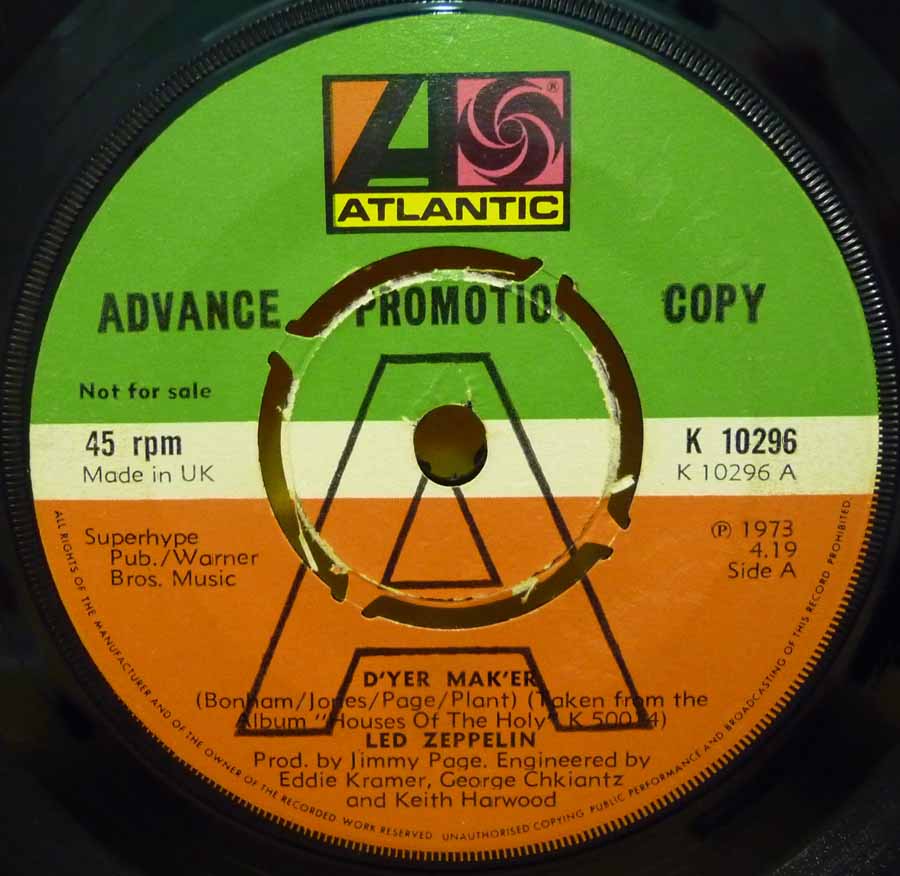 ATLANTIC
ADVANCE PROMOTION COPY
Not for sale
45 rpm
Made in UK
K 10296
K 10296 A
Superhype
Pub./Warner
Bros. Music
℗ 1973
4.19
Side A
A
D'YER MAK'ER
(Bonham/Jones/Page/Plant) (Taken from the
Album "Houses Of The Holy" K 50014)
LED ZEPPELIN
Prod. by Jimmy Page. Engineered by
Eddie Kramer, George Chkiantz
and Keith Harwood
ALL RIGHTS OF THE MANUFACTURER AND OF THE OWNER OF THE RECORDED WORK RESERVED UNAUTHORISED COPYING PUBLIC PERFORMANCE AND BROADCASTING OF THIS RECORD PROHIBITED.